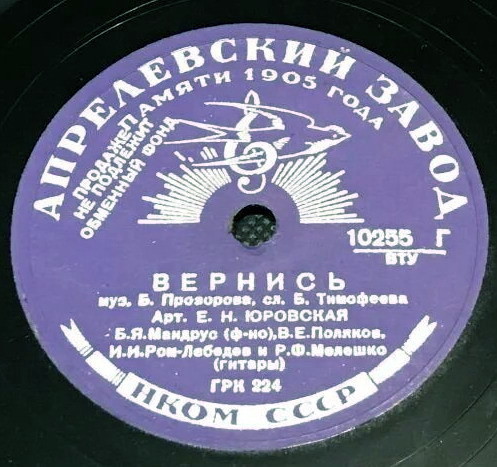 АПРЕЛЕВСКИЙ ЗАВОД
ПАМЯТИ 1905 ГОДА
ПРОДАЖЕ
НЕ ПОДЛЕЖИТ
ОБМЕННЫЙ ФОНД
10255 Г
ВТУ
ВЕРНИСЬ
муз. Б. Прозорова, сл. Б. Тимофеева
Арт. Е. Н. ЮРОВСКАЯ
Б.Я.Мандрус (ф-но), В.Е.Поляков,
И.И.Ром-Лебедев и Р.Ф.Мелешко
(гитары)
ГРК 224
НКОМ СССР